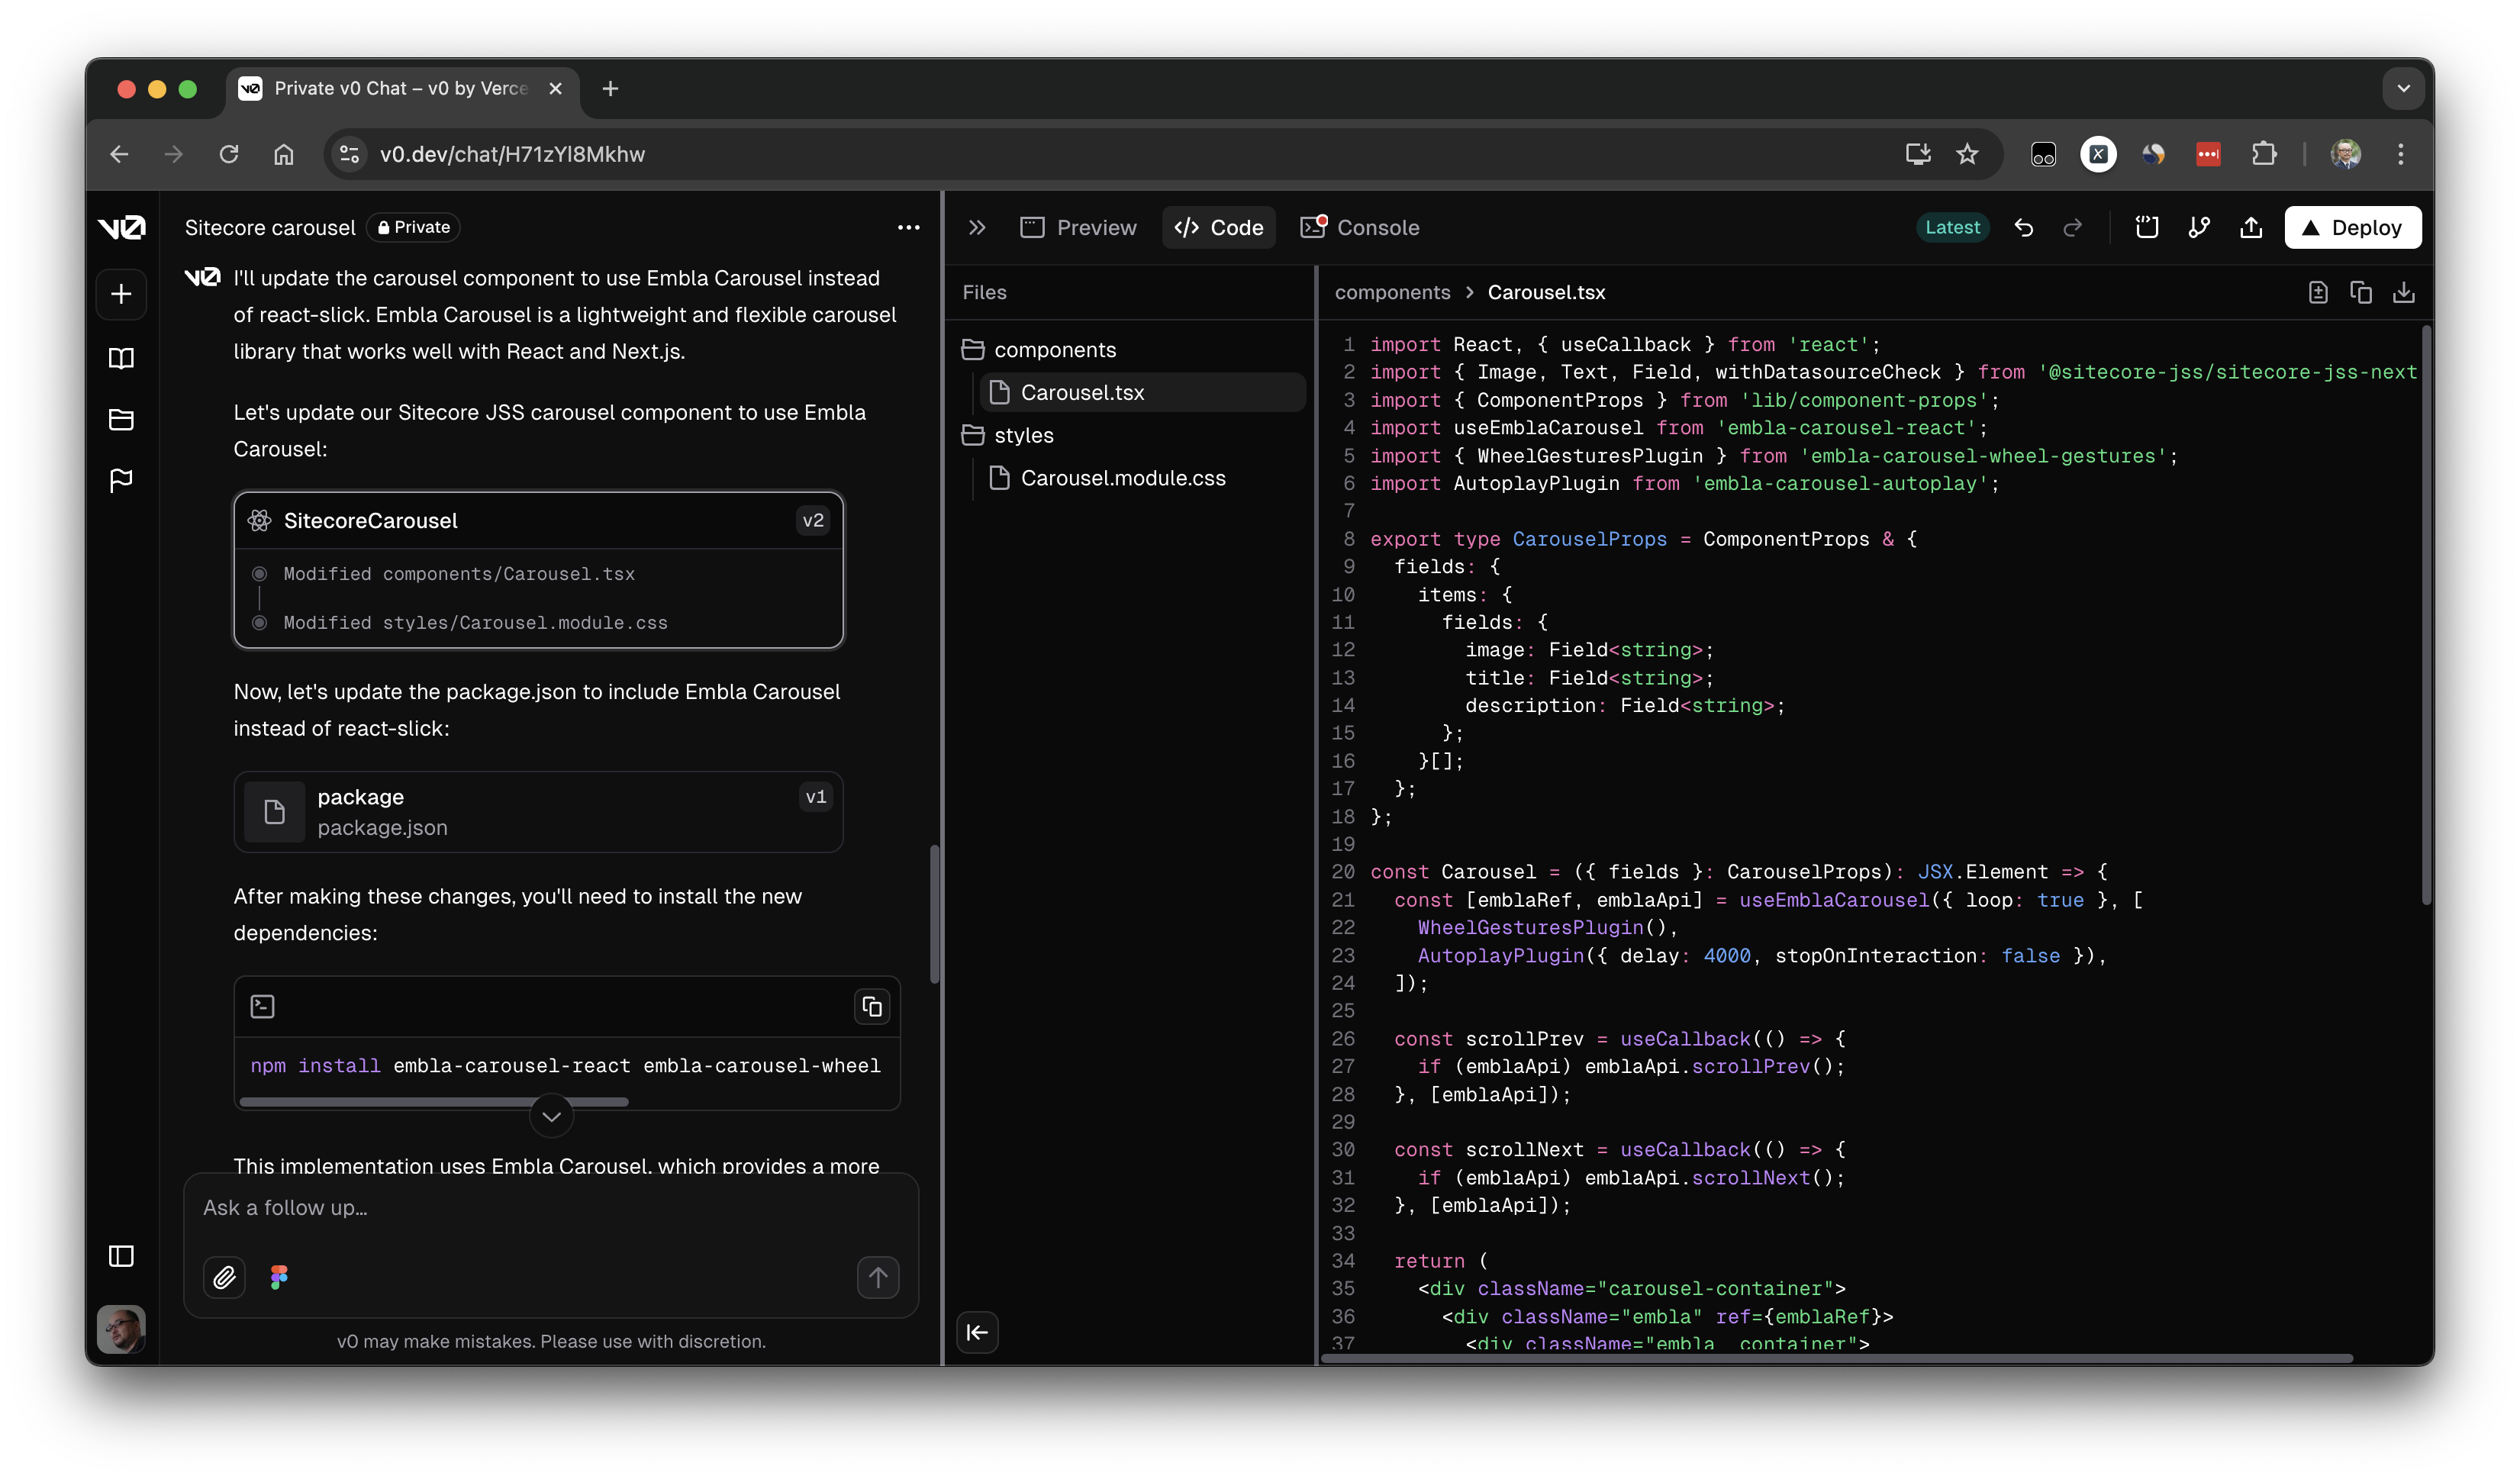 Private v0 Chat – v0 by Verce
v0.dev/chat/H71zYl8Mkhw
Sitecore carousel
Private
I'll update the carousel component to use Embla Carousel instead
of react-slick. Embla Carousel is a lightweight and flexible carousel
library that works well with React and Next.js.
Let's update our Sitecore JSS carousel component to use Embla
Carousel:
SitecoreCarousel
v2
Modified components/Carousel.tsx
Modified styles/Carousel.module.css
Now, let's update the package.json to include Embla Carousel
instead of react-slick:
package
v1
package.json
After making these changes, you'll need to install the new
dependencies:
npm install embla-carousel-react embla-carousel-wheel
This implementation uses Embla Carousel, which provides a more
Ask a follow up...
v0 may make mistakes. Please use with discretion.
Preview
Code
Console
Latest
Deploy
Files
components
Carousel.tsx
styles
Carousel.module.css
components > Carousel.tsx
1 import React, { useCallback } from 'react';
2 import { Image, Text, Field, withDatasourceCheck } from '@sitecore-jss/sitecore-jss-next
3 import { ComponentProps } from 'lib/component-props';
4 import useEmblaCarousel from 'embla-carousel-react';
5 import { WheelGesturesPlugin } from 'embla-carousel-wheel-gestures';
6 import AutoplayPlugin from 'embla-carousel-autoplay';
7
8 export type CarouselProps = ComponentProps & {
9   fields: {
10     items: {
11       fields: {
12         image: Field<string>;
13         title: Field<string>;
14         description: Field<string>;
15       };
16     }[];
17   };
18 };
19
20 const Carousel = ({ fields }: CarouselProps): JSX.Element => {
21   const [emblaRef, emblaApi] = useEmblaCarousel({ loop: true }, [
22     WheelGesturesPlugin(),
23     AutoplayPlugin({ delay: 4000, stopOnInteraction: false }),
24   ]);
25
26   const scrollPrev = useCallback(() => {
27     if (emblaApi) emblaApi.scrollPrev();
28   }, [emblaApi]);
29
30   const scrollNext = useCallback(() => {
31     if (emblaApi) emblaApi.scrollNext();
32   }, [emblaApi]);
33
34   return (
35     <div className="carousel-container">
36       <div className="embla" ref={emblaRef}>
37         <div className="embla__container">